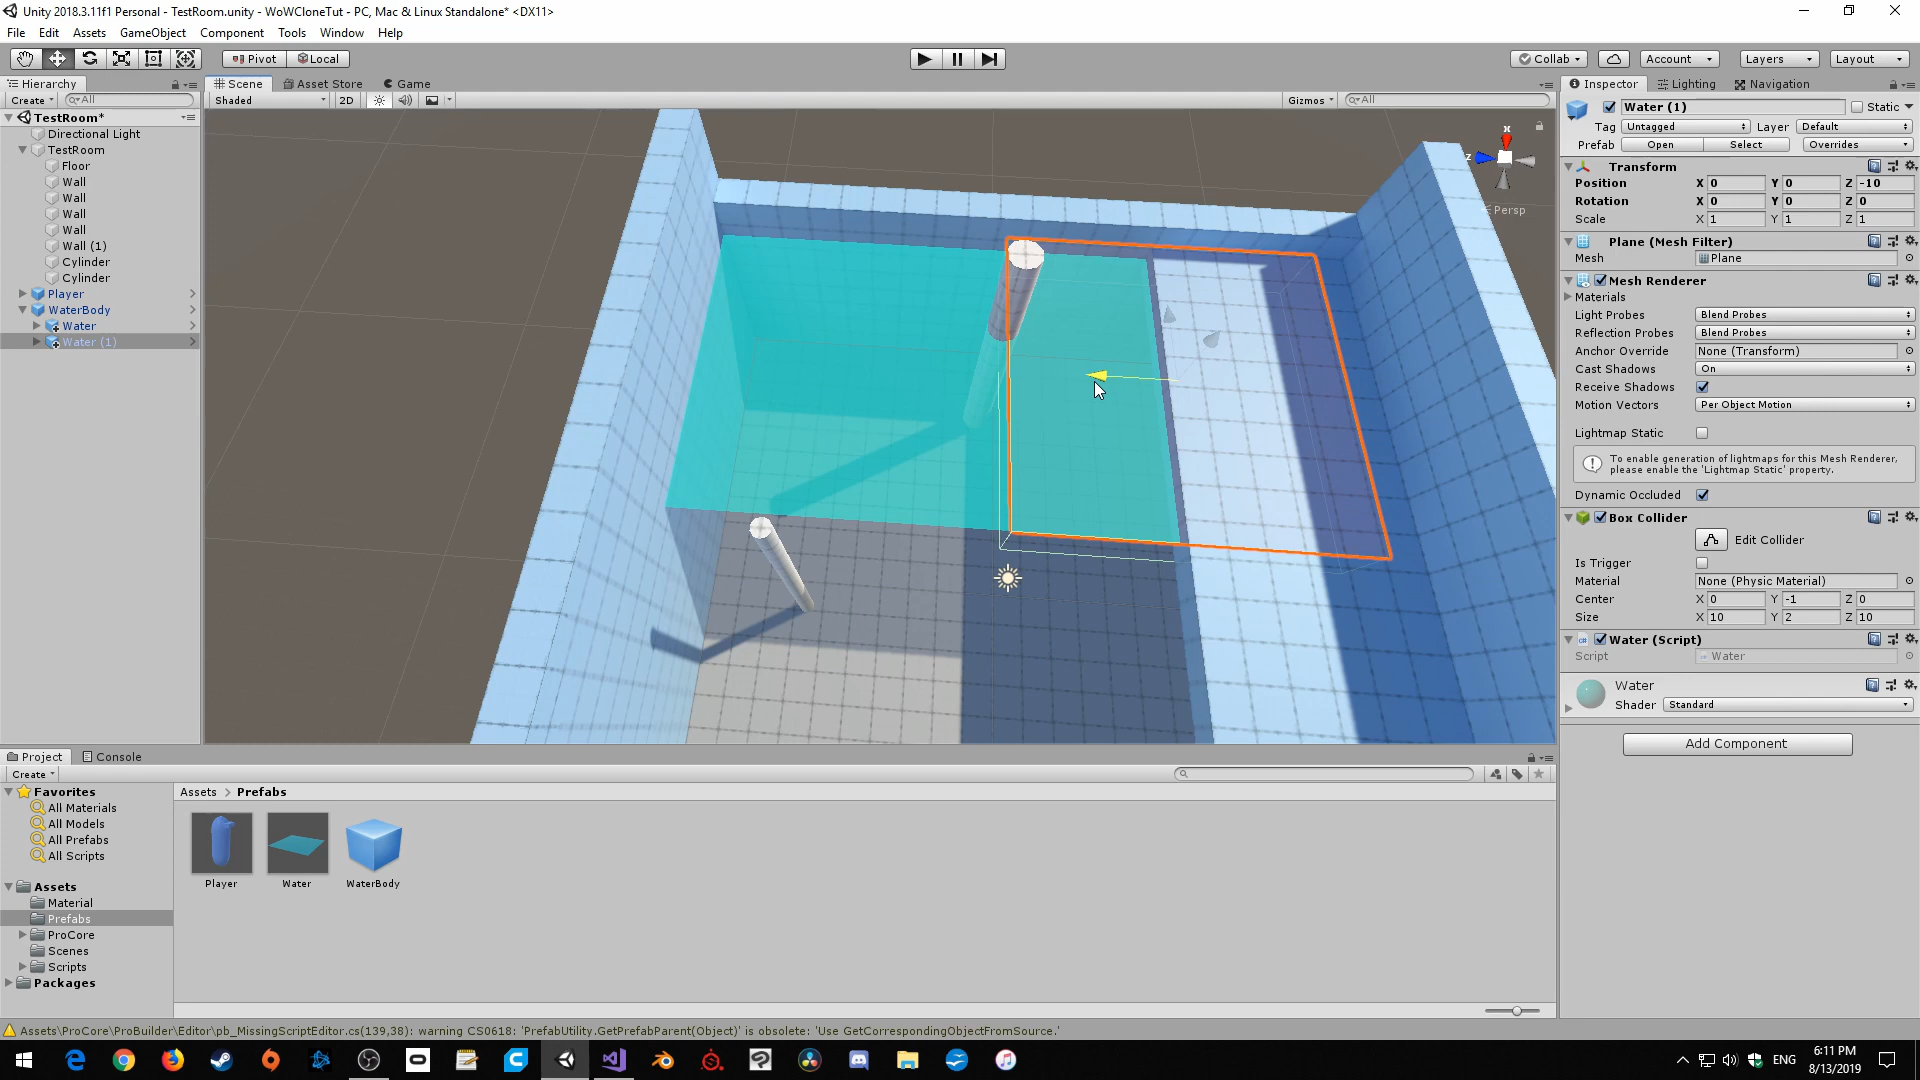 Unity 2018.3.11f1 Personal - TestRoom.unity - WoWCloneTut - PC, Mac & Linux Standalone* <DX11>
File Edit Assets GameObject Component Tools Window Help
Pivot Local Collab Account Layers Layout
Hierarchy Scene Asset Store Game Inspector Lighting Navigation
Create All Shaded 2D Gizmos All
TestRoom*
Directional Light
TestRoom
Floor
Wall
Wall
Wall
Wall
Wall (1)
Cylinder
Cylinder
Player
WaterBody
Water
Water (1)
x
z
Persp
Water (1) Static
Tag Untagged Layer Default
Prefab Open Select Overrides
Transform
Position X 0 Y 0 Z -10
Rotation X 0 Y 0 Z 0
Scale X 1 Y 1 Z 1
Plane (Mesh Filter)
Mesh Plane
Mesh Renderer
Materials
Light Probes Blend Probes
Reflection Probes Blend Probes
Anchor Override None (Transform)
Cast Shadows On
Receive Shadows
Motion Vectors Per Object Motion
Lightmap Static
To enable generation of lightmaps for this Mesh Renderer,
please enable the 'Lightmap Static' property.
Dynamic Occluded
Box Collider
Edit Collider
Is Trigger
Material None (Physic Material)
Center X 0 Y -1 Z 0
Size X 10 Y 2 Z 10
Water (Script)
Script Water
Water
Shader Standard
Add Component
Project Console
Create
Favorites
All Materials
All Models
All Prefabs
All Scripts
Assets
Material
Prefabs
ProCore
Scenes
Scripts
Packages
Assets > Prefabs
Player Water WaterBody
Assets\ProCore\ProBuilder\Editor\pb_MissingScriptEditor.cs(139,38): warning CS0618: 'PrefabUtility.GetPrefabParent(Object)' is obsolete: 'Use GetCorrespondingObjectFromSource.'
ENG
6:11 PM
8/13/2019